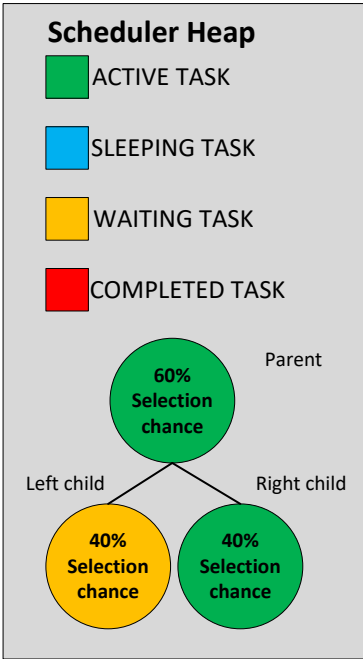 Scheduler Heap
ACTIVE TASK
SLEEPING TASK
WAITING TASK
COMPLETED TASK
Parent
60%
Selection
chance
Left child
Right child
40%
Selection
chance
40%
Selection
chance